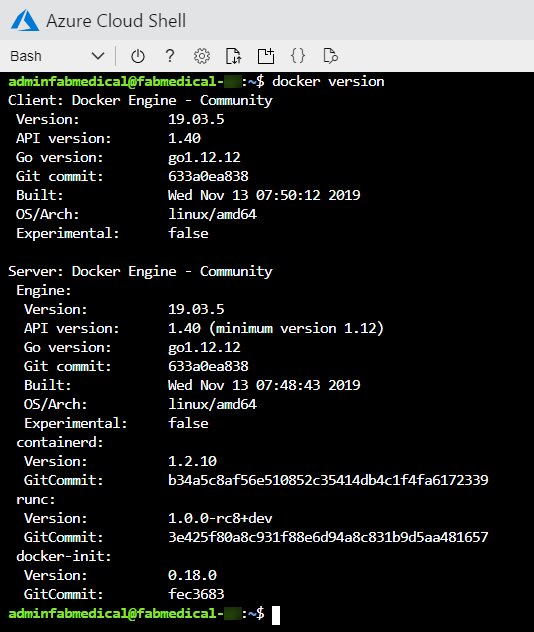 Azure Cloud Shell
Bash
adminfabmedical@fabmedical- :~$ docker version
Client: Docker Engine - Community
Version: 19.03.5
API version: 1.40
Go version: go1.12.12
Git commit: 633a0ea838
Built: Wed Nov 13 07:50:12 2019
OS/Arch: linux/amd64
Experimental: false
Server: Docker Engine - Community
Engine:
Version: 19.03.5
API version: 1.40 (minimum version 1.12)
Go version: go1.12.12
Git commit: 633a0ea838
Built: Wed Nov 13 07:48:43 2019
OS/Arch: linux/amd64
Experimental: false
containerd:
Version: 1.2.10
GitCommit: b34a5c8af56e510852c35414db4c1f4fa6172339
runc:
Version: 1.0.0-rc8+dev
GitCommit: 3e425f80a8c931f88e6d94a8c831b9d5aa481657
docker-init:
Version: 0.18.0
GitCommit: fec3683
adminfabmedical@fabmedical- :~$